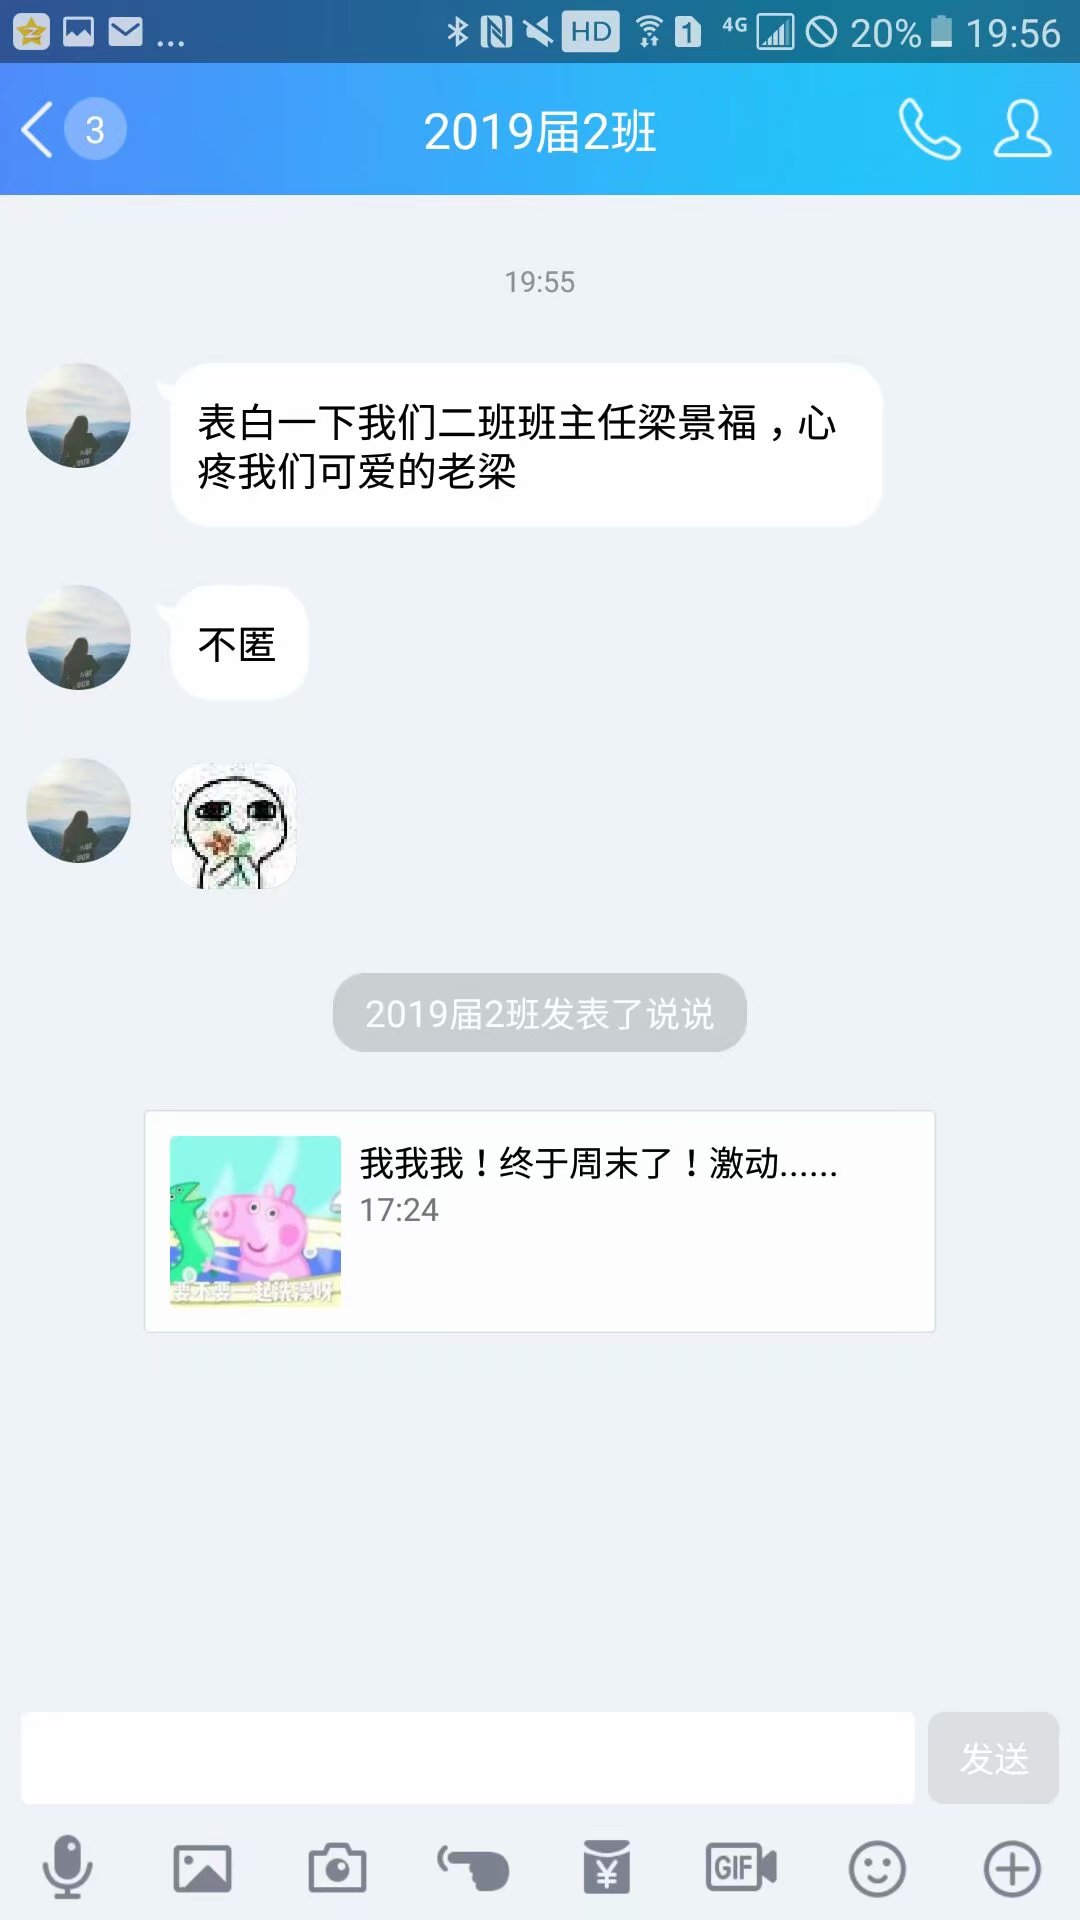 ... HD 1 4G 20% 19:56
3 2019届2班
19:55
表白一下我们二班班主任梁景福，心
疼我们可爱的老梁
不匿
2019届2班发表了说说
我我我！终于周末了！激动......
17:24
要不要一起洗澡呀
发送
¥ GIF